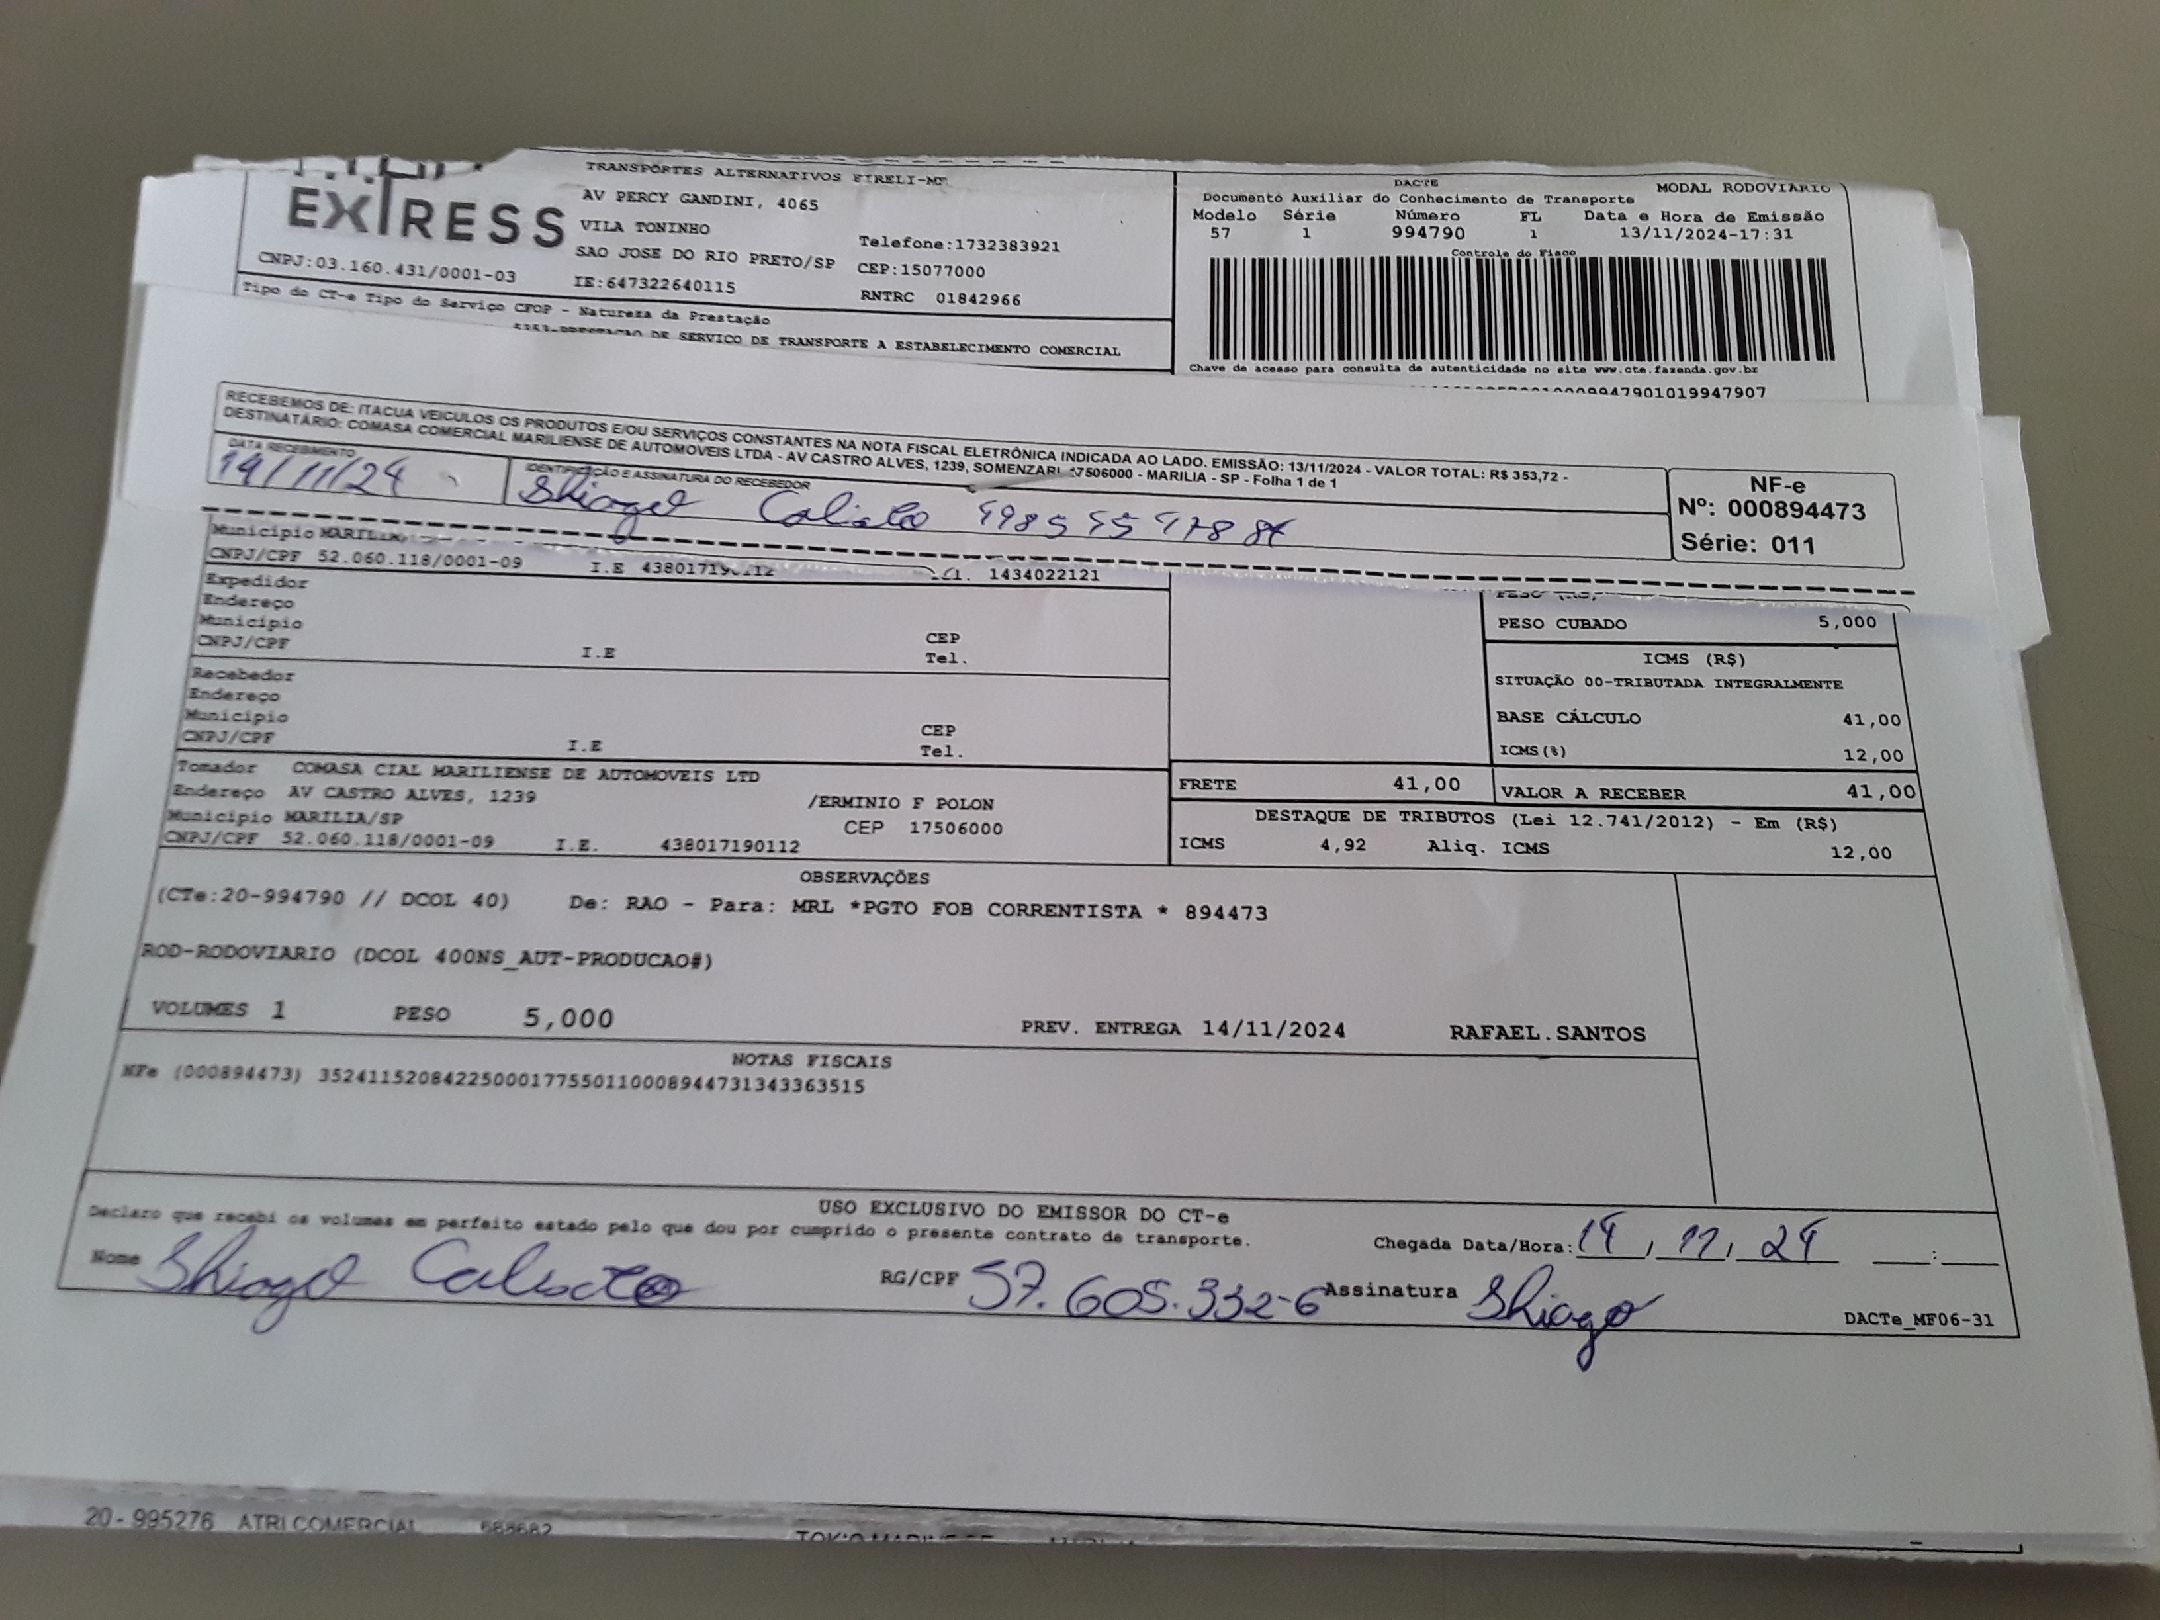 EXTRESS
CNPJ:03.160.431/0001-03
TRANSPORTES ALTERNATIVOS EIRELI-ME
AV PERCY GANDINI, 4065
VILA TONINHO
SAO JOSE DO RIO PRETO/SP
IE:647322640115
Telefone:1732383921
CEP:15077000
RNTRC 01842966
DACTE MODAL RODOVIARIO
Documento Auxiliar do Conhecimento de Transporte
Modelo Série Número FL Data e Hora de Emissão
57 1 994790 1 13/11/2024-17:31
Controle do Fisco
Chave de acesso para consulta de autenticidade no site www.cte.fazenda.gov.br
9947901019947907
Tipo do CT-e Tipo do Serviço CFOP - Natureza da Prestação
DE SERVICO DE TRANSPORTE A ESTABELECIMENTO COMERCIAL
RECEBEMOS DE: ITACUA VEICULOS OS PRODUTOS E/OU SERVIÇOS CONSTANTES NA NOTA FISCAL ELETRÔNICA INDICADA AO LADO. EMISSÃO: 13/11/2024 - VALOR TOTAL: R$ 353,72 -
DESTINATÁRIO: COMASA COMERCIAL MARILIENSE DE AUTOMOVEIS LTDA - AV CASTRO ALVES, 1239, SOMENZARI 17506000 - MARILIA - SP - Folha 1 de 1
DATA RECEBIMENTO
14/11/24
IDENTIFICAÇÃO E ASSINATURA DO RECEBEDOR
NF-e
Nº: 000894473
Série: 011
Município
CNPJ/CPF 52.060.118/0001-09 I.E 438017190112 1434022121
Expedidor
Endereço
Município CEP
CNPJ/CPF I.E Tel.
Recebedor
Endereço
Município CEP
CNPJ/CPF I.E Tel.
Tomador COMASA CIAL MARILIENSE DE AUTOMOVEIS LTD
Endereço AV CASTRO ALVES, 1239 /ERMINIO F POLON
Município MARILIA/SP CEP 17506000
CNPJ/CPF 52.060.118/0001-09 I.E. 438017190112
PESO CUBADO 5,000
ICMS (R$)
SITUAÇÃO 00-TRIBUTADA INTEGRALMENTE
BASE CÁLCULO 41,00
ICMS(%) 12,00
FRETE 41,00 VALOR A RECEBER 41,00
DESTAQUE DE TRIBUTOS (Lei 12.741/2012) - Em (R$)
ICMS 4,92 Aliq. ICMS 12,00
OBSERVAÇÕES
(CTe:20-994790 // DCOL 40) De: RAO - Para: MRL *PGTO FOB CORRENTISTA * 894473
ROD-RODOVIARIO (DCOL 400NS_AUT-PRODUCAO#)
VOLUMES 1 PESO 5,000 PREV. ENTREGA 14/11/2024 RAFAEL.SANTOS
NOTAS FISCAIS
NFe (000894473) 35241152084225000177550110008944731343363515
USO EXCLUSIVO DO EMISSOR DO CT-e
Declaro que recebi os volumes em perfeito estado pelo que dou por cumprido o presente contrato de transporte.
Chegada Data/Hora: 14/11/24 :
Nome Shiago Calisto RG/CPF 57.605.332-6 Assinatura Shiago
DACTe_MF06-31
20-995276 ATRI COMERCIAL 688682